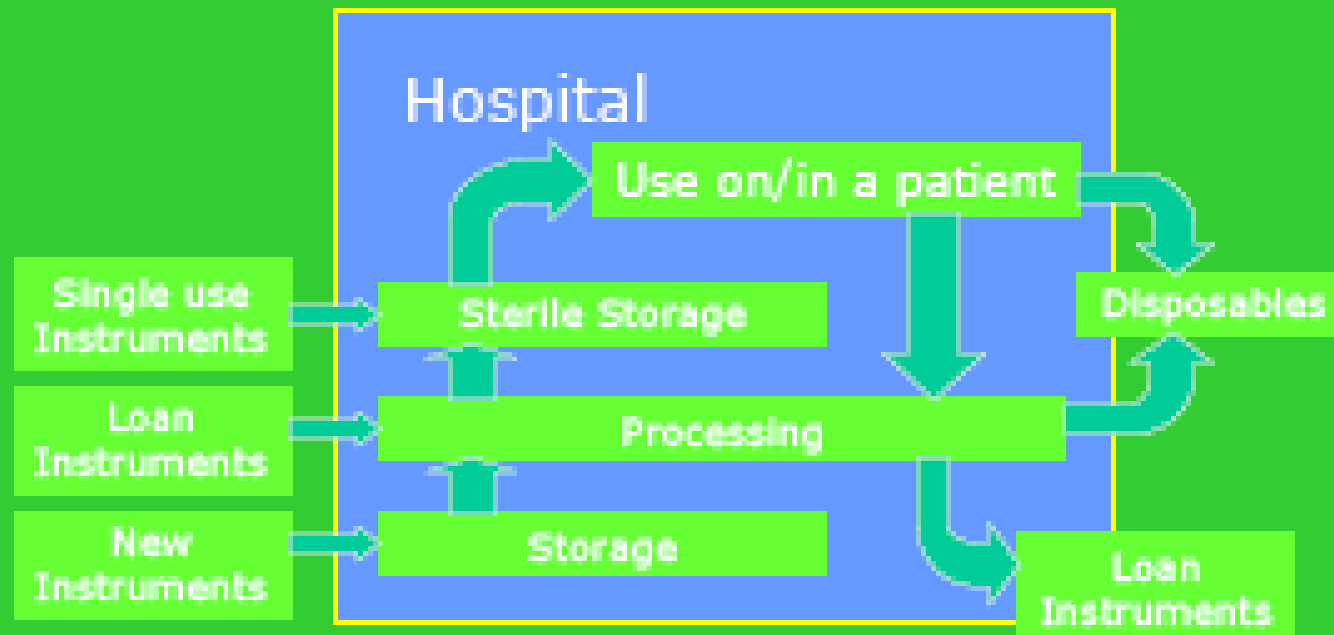 Hospital
Use on/in a patient
Single use
Instruments
Sterile Storage
Disposables
Loan
Instruments
Processing
New
Instruments
Storage
Loan
Instruments